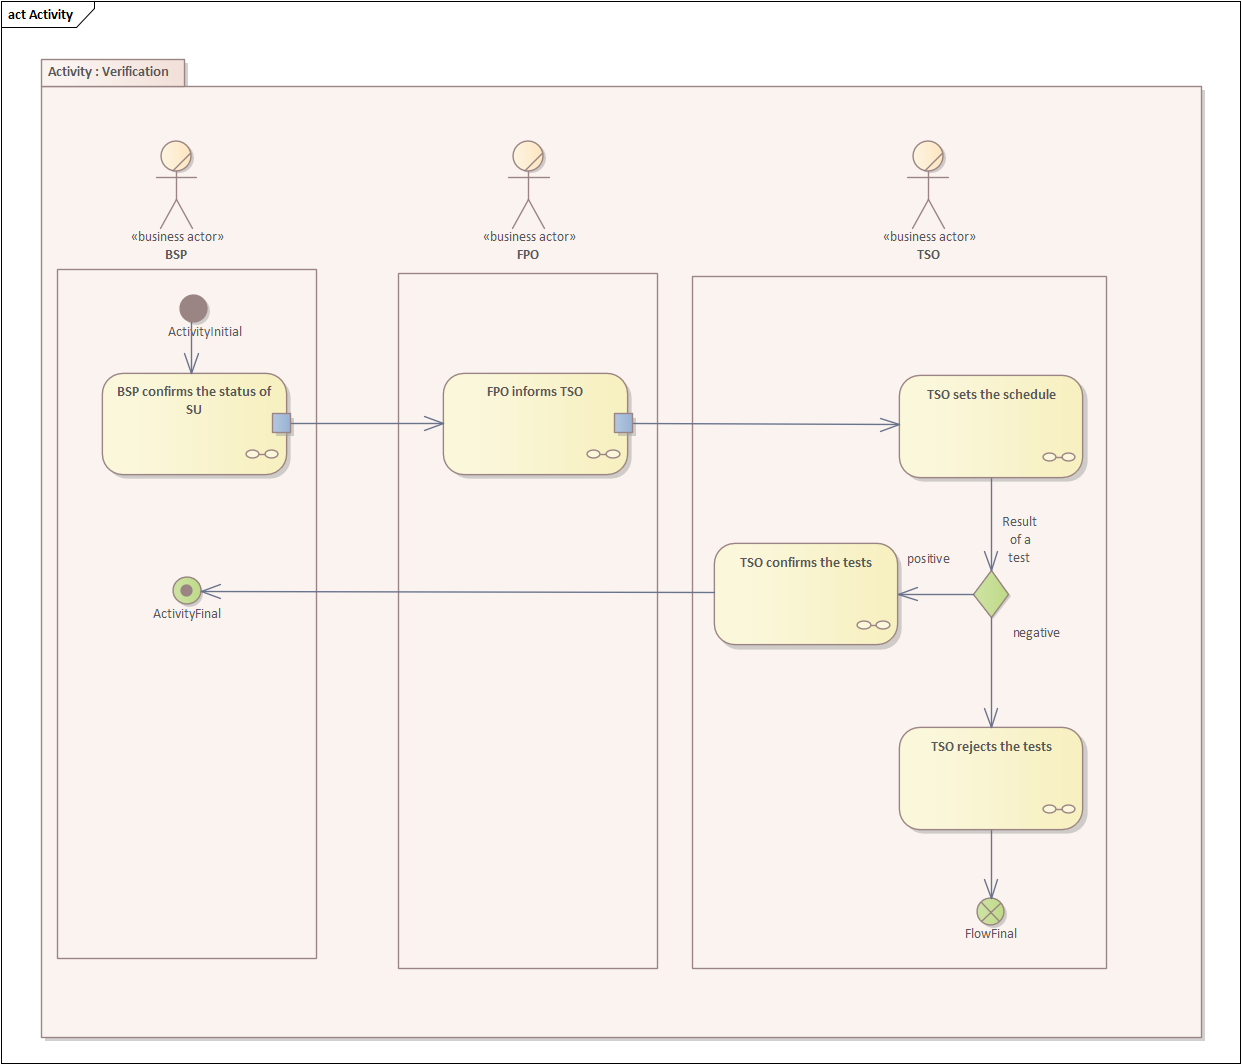 act Activity
Activity : Verification
«business actor»
BSP
«business actor»
FPO
«business actor»
TSO
ActivityInitial
BSP confirms the status of
SU
FPO informs TSO
TSO sets the schedule
Result
of a
test
TSO confirms the tests
positive
ActivityFinal
negative
TSO rejects the tests
FlowFinal